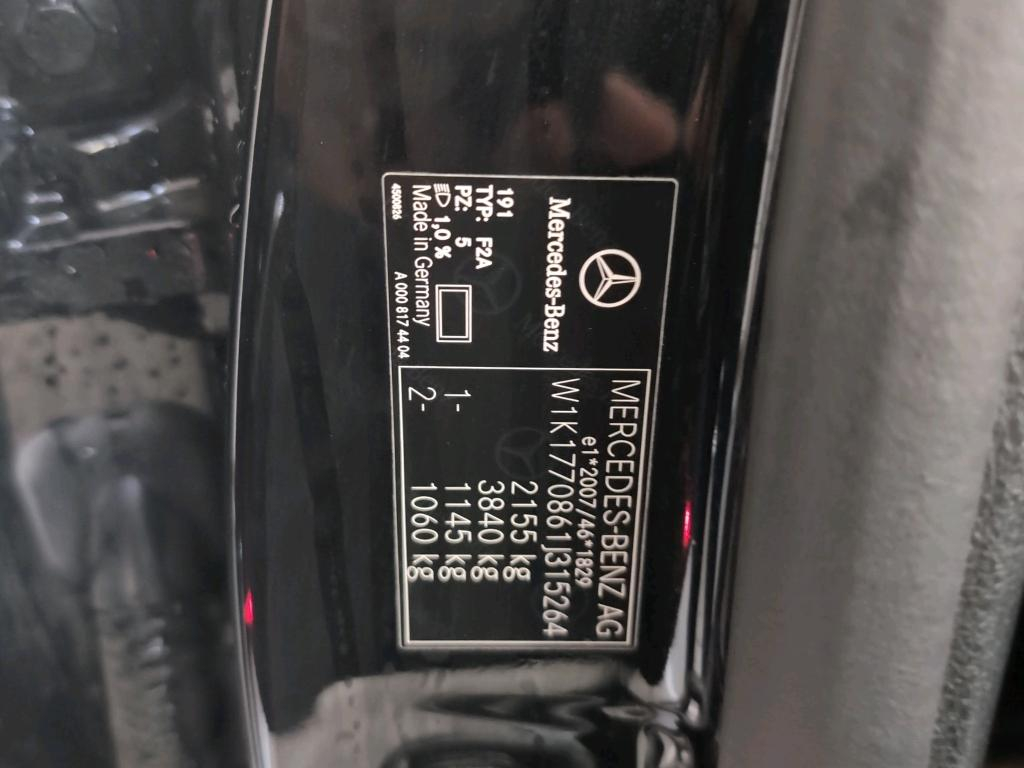 Mercedes-Benz
191
TYP: F2A
PZ: 5
1,0 %
Made in Germany
4500826
A 000 817 44 04
MERCEDES-BENZ AG
e1*2007/46*1829
W1K1770861J315264
2155 kg
3840 kg
1- 1145 kg
2- 1060 kg